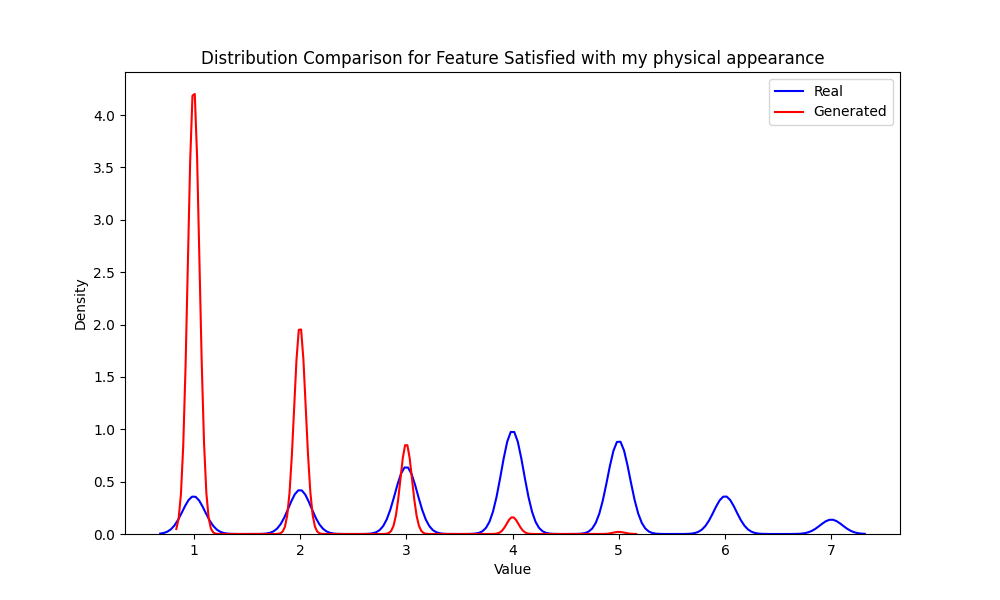 Distribution Comparison for Feature Satisfied with my physical appearance
Real
Generated
4.0
3.5
3.0
2.5
2.0
1.5
1.0
0.5
0.0
Density
1 2 3 4 5 6 7
Value